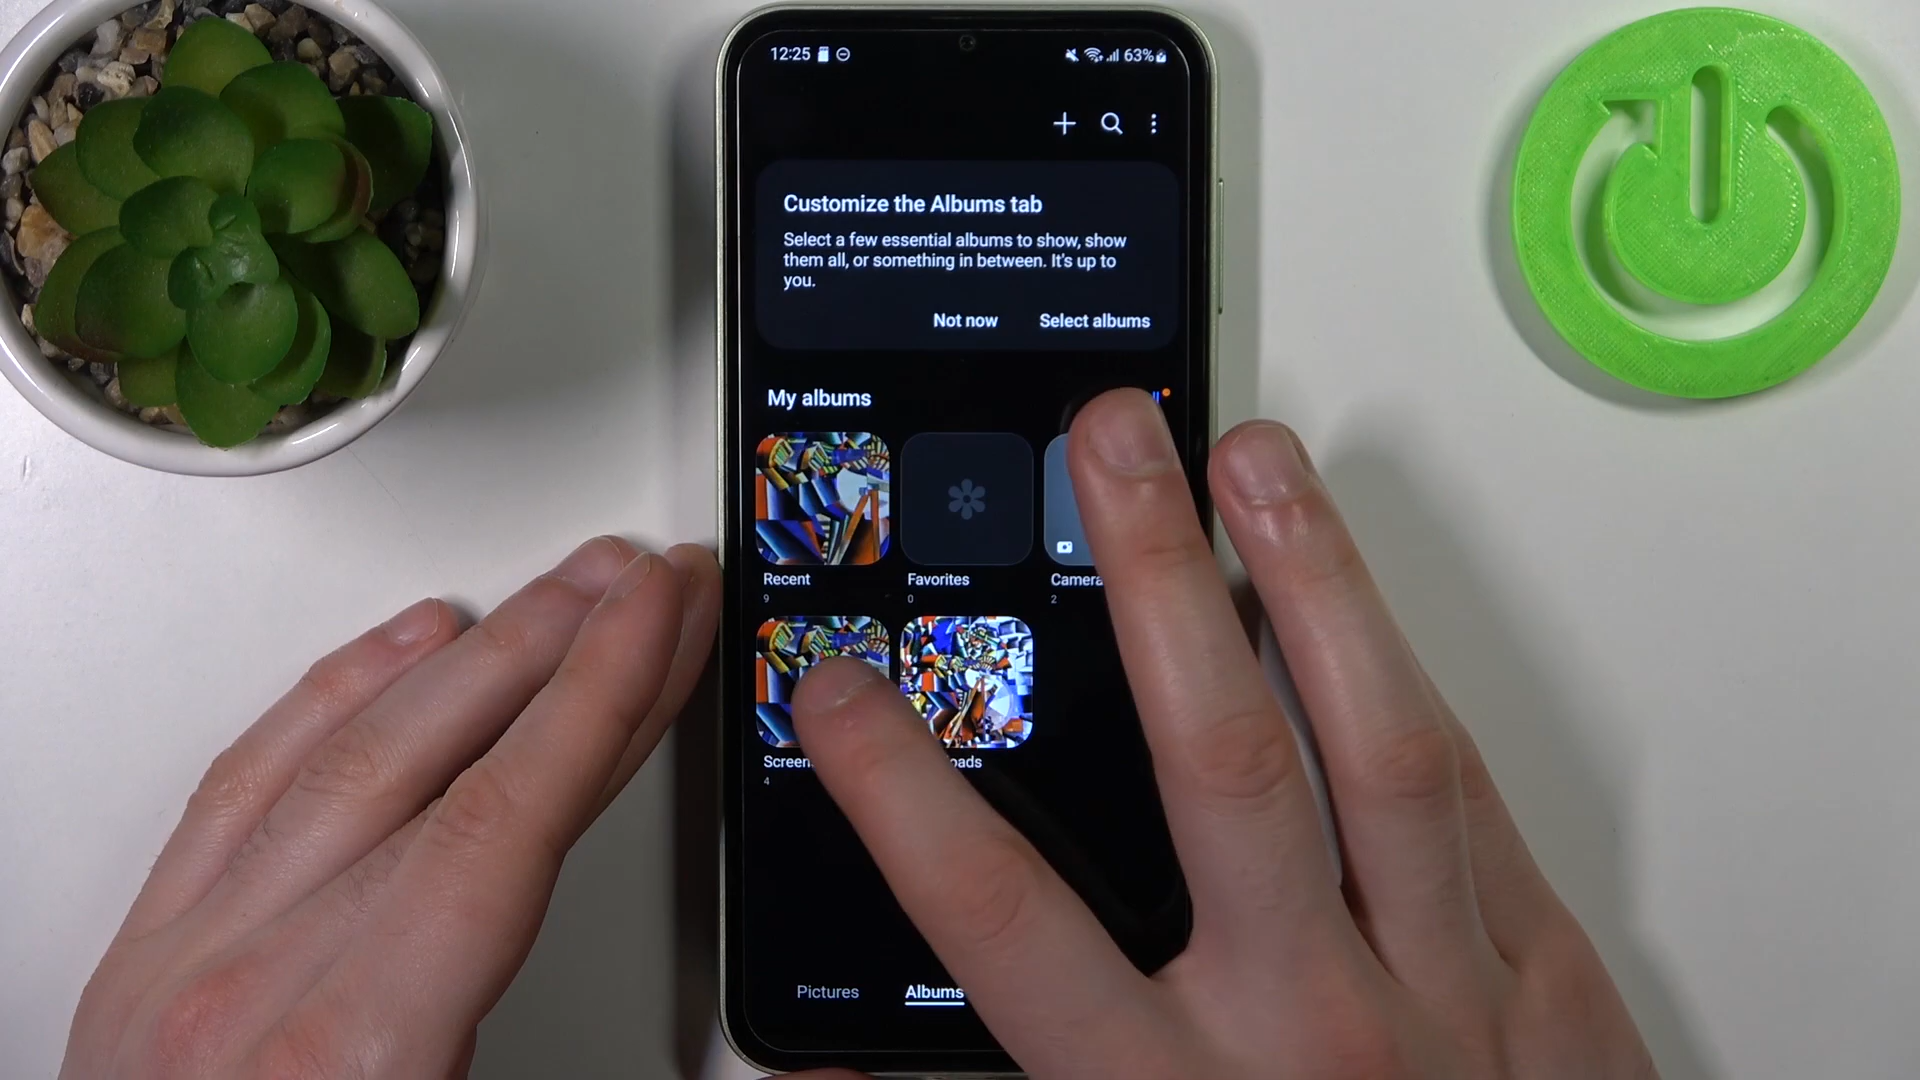 12:25
63%
Customize the Albums tab
Select a few essential albums to show, show
them all, or something in between. It's up to
you.
Not now
Select albums
My albums
Recent
Favorites
Camera
9
0
2
4
Pictures
Albums